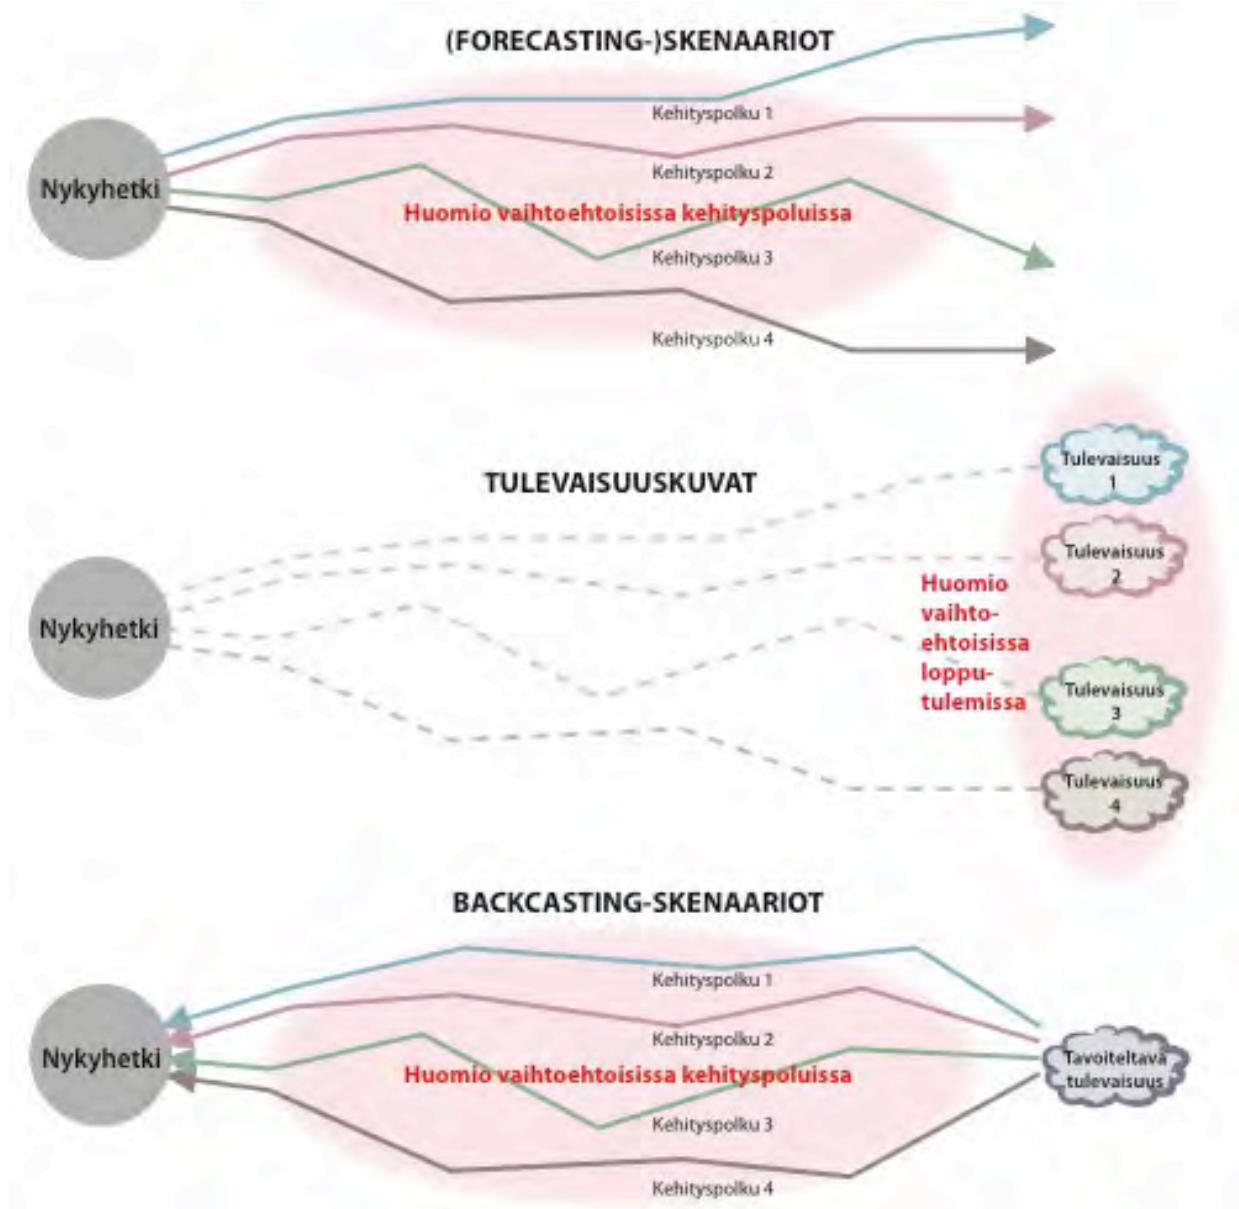 (FORECASTING-)SKENAARIOT
Kehityspolku 1
Kehityspolku 2
Nykyhetki
Huomio vaihtoehtoisissa kehityspoluissa
Kehityspolku 3
Kehityspolku 4
TULEVAISUUSKUVAT
Tulevaisuus
1
Tulevaisuus
2
Nykyhetki
Huomio
vaihto-
ehtoisissa
loppu-
tulemissa
Tulevaisuus
3
Tulevaisuus
4
BACKCASTING-SKENAARIOT
Kehityspolku 1
Kehityspolku 2
Nykyhetki
Huomio vaihtoehtoisissa kehityspoluissa
Tavoiteltava
tulevaisuus
Kehityspolku 3
Kehityspolku 4